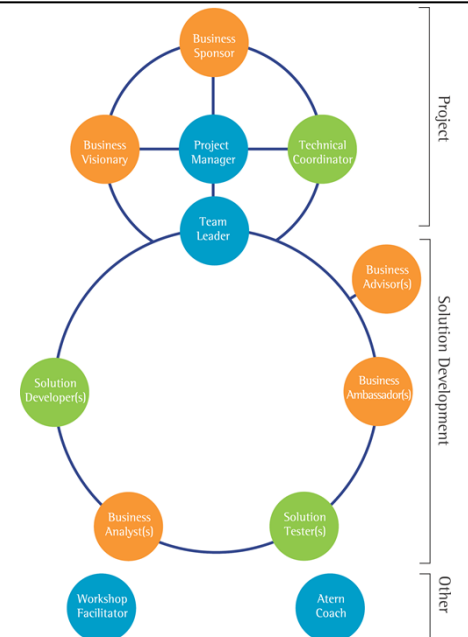 Business
Sponsor
Project
Business
Visionary
Project
Manager
Technical
Coordinator
Team
Leader
Business
Advisor(s)
Solution Development
Solution
Developer(s)
Business
Ambassador(s)
Business
Analyst(s)
Solution
Tester(s)
Workshop
Facilitator
Atern
Coach
Other